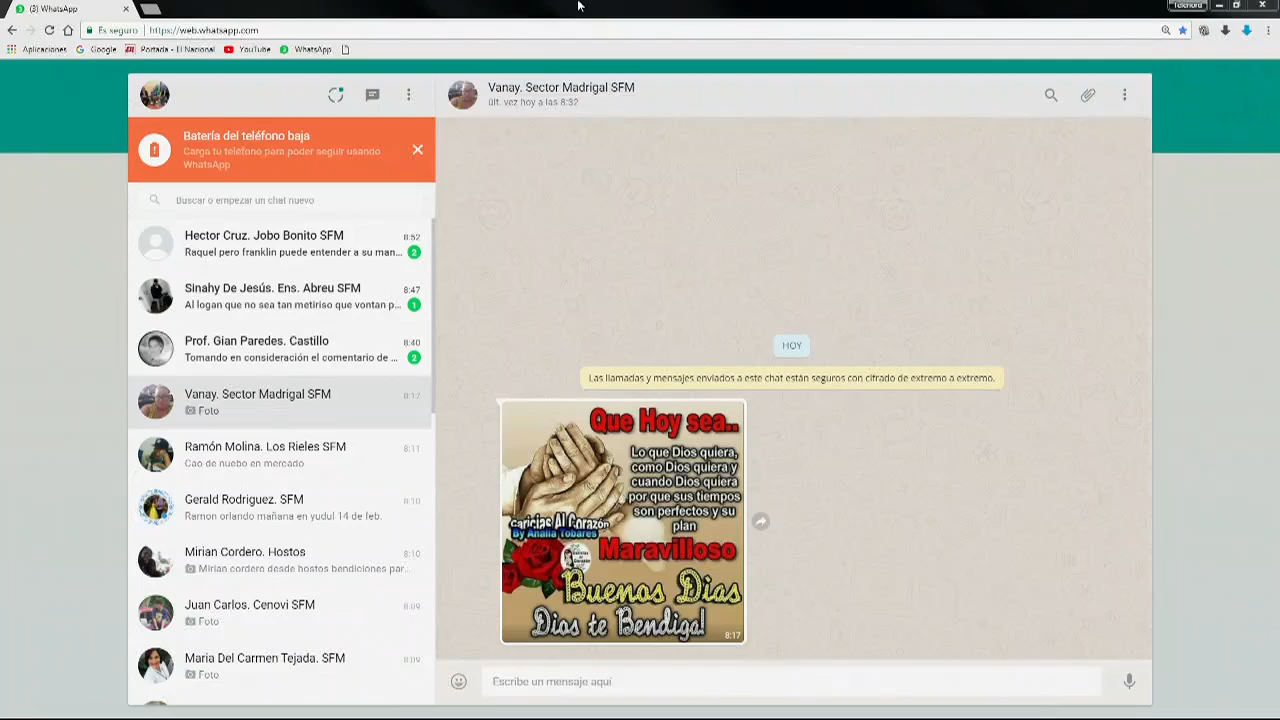 (3) WhatsApp
Telenord
Es seguro
https://web.whatsapp.com
Aplicaciones
Google
Portada - El Nacional
YouTube
WhatsApp
Batería del teléfono baja
Carga tu teléfono para poder seguir usando
WhatsApp
Buscar o empezar un chat nuevo
Hector Cruz. Jobo Bonito SFM
8:52
Raquel pero franklin puede entender a su man...
2
Sinahy De Jesús. Ens. Abreu SFM
8:47
Al logan que no sea tan metiriso que vontan p...
1
Prof. Gian Paredes. Castillo
8:40
Tomando en consideración el comentario de ...
2
Vanay. Sector Madrigal SFM
8:17
Foto
Ramón Molina. Los Rieles SFM
8:11
Cao de nuebo en mercado
Gerald Rodriguez. SFM
8:10
Ramon orlando mañana en yudul 14 de feb.
Mirian Cordero. Hostos
8:10
Mirian cordero desde hostos bendiciones par...
Juan Carlos. Cenovi SFM
8:09
Foto
Maria Del Carmen Tejada. SFM
8:09
Foto
Vanay. Sector Madrigal SFM
últ. vez hoy a las 8:32
HOY
Las llamadas y mensajes enviados a este chat están seguros con cifrado de extremo a extremo.
Que Hoy sea..
Lo que Dios quiera,
como Dios quiera y
cuando Dios quiera
por que sus tiempos
son perfectos y su
plan
Maravilloso
Caricias Al Corazón
By Analia Tobares
Buenos Dias
Dios te Bendiga!
8:17
Escribe un mensaje aquí